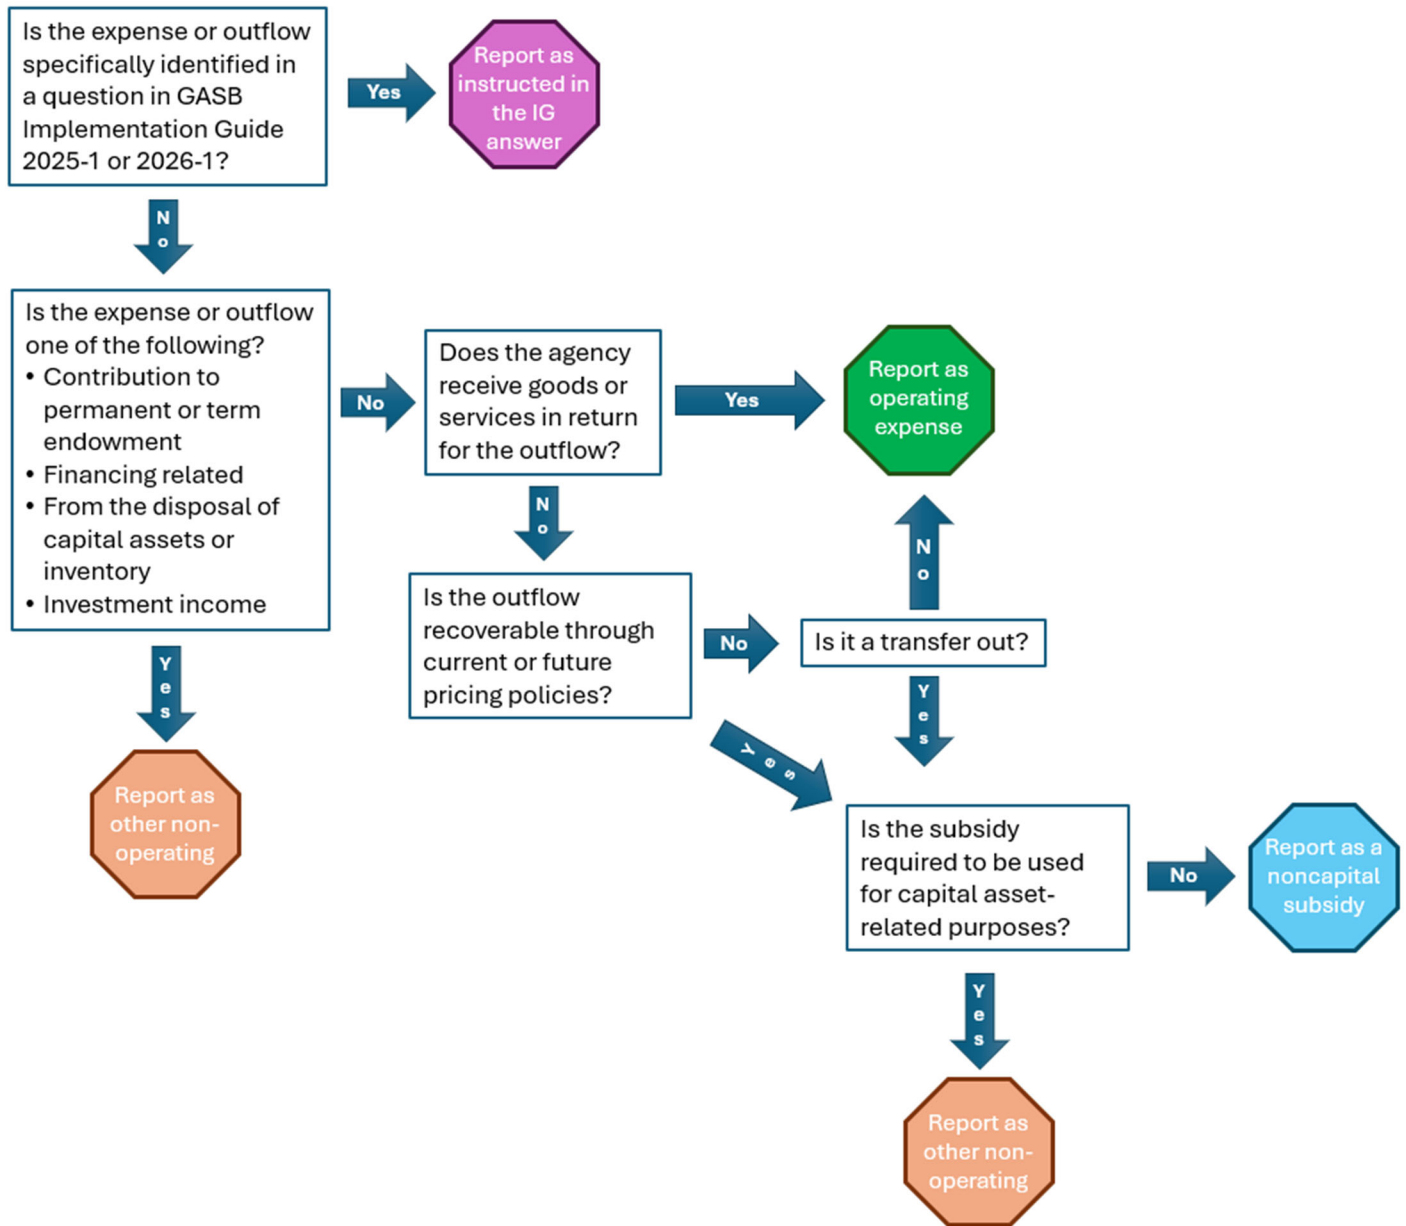 Is the expense or outflow
specifically identified in
a question in GASB
Implementation Guide
2025-1 or 2026-1?
Yes
Report as
instructed in
the IG
answer
No
Is the expense or outflow
one of the following?
• Contribution to
permanent or term
endowment
• Financing related
• From the disposal of
capital assets or
inventory
• Investment income
No
Does the agency
receive goods or
services in return
for the outflow?
Yes
Report as
operating
expense
No
No
Is the outflow
recoverable through
current or future
pricing policies?
No
Is it a transfer out?
Yes
Report as
other non-
operating
Yes
Yes
Is the subsidy
required to be used
for capital asset-
related purposes?
No
Report as a
noncapital
subsidy
Yes
Report as
other non-
operating